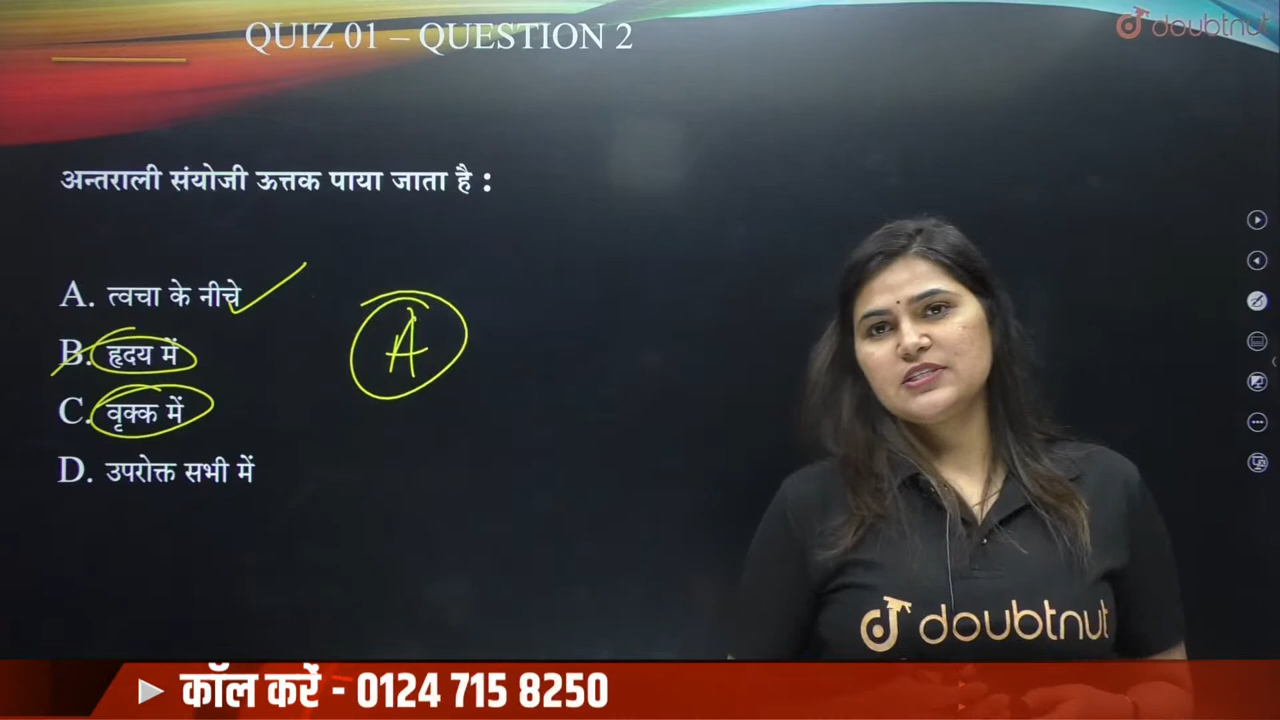 QUIZ 01 – QUESTION 2
doubtnut
अन्तराली संयोजी ऊत्तक पाया जाता है :
A. त्वचा के नीचे
B. हृदय में
A
C. वृक्क में
D. उपरोक्त सभी में
doubtnut
कॉल करें - 0124 715 8250